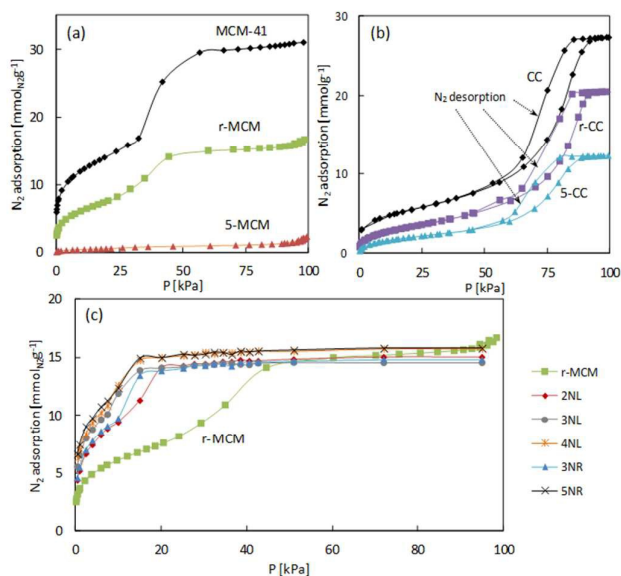 (a)
MCM-41
r-MCM
5-MCM
N2 adsorption [mmolN2g-1]
40
30
20
10
0
0 25 50 75 100
P [kPa]
(b)
CC
N2 desorption
r-CC
5-CC
N2 adsorption [mmolg-1]
30
20
10
0
0 25 50 75 100
P [kPa]
(c)
r-MCM
N2 adsorption [mmolN2g-1]
20
15
10
5
0
0 20 40 60 80 100
P [kPa]
r-MCM
2NL
3NL
4NL
3NR
5NR